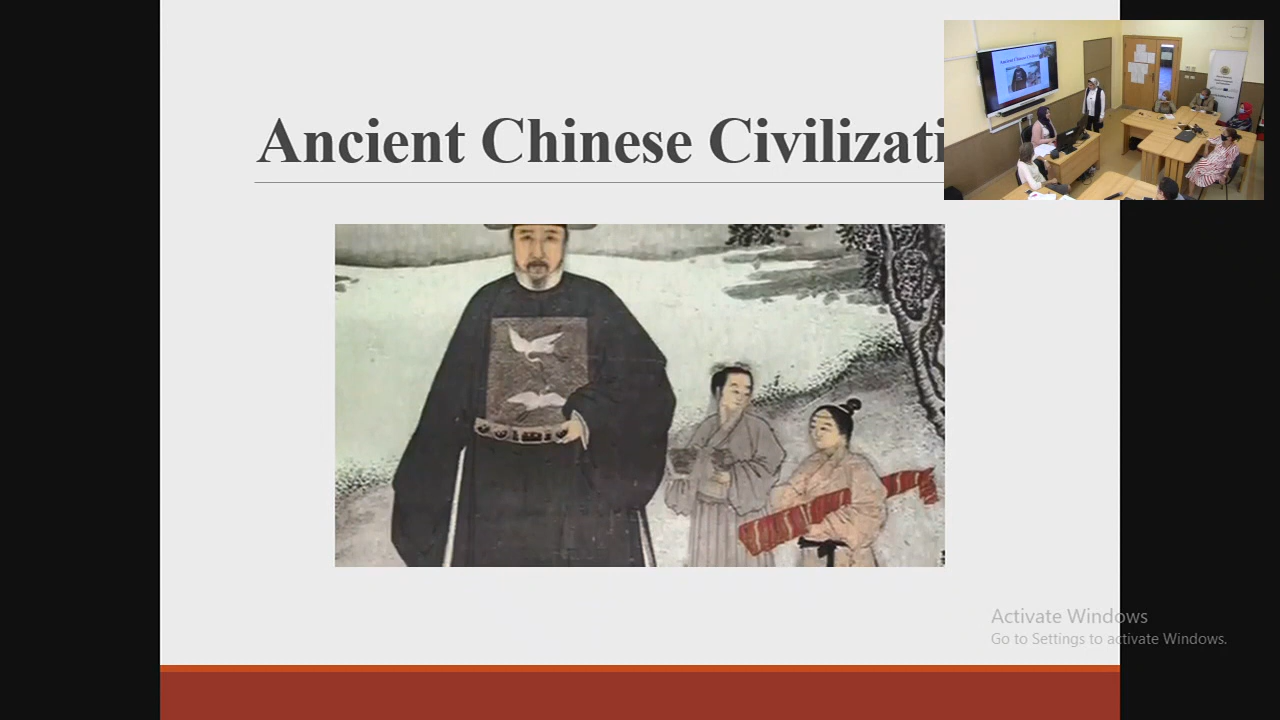 Ancient Chinese Civilizati
Activate Windows
Go to Settings to activate Windows.